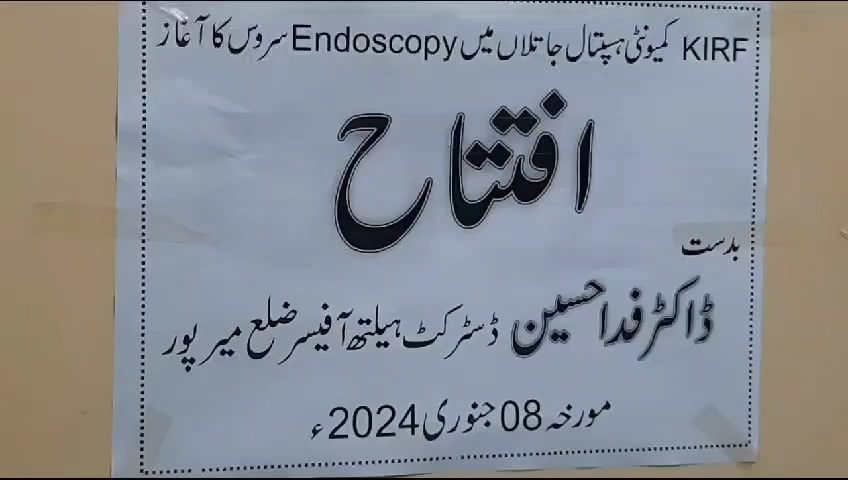 KIRF کمیونٹی ہسپتال جاتلاں میں Endoscopy سروس کا آغاز
افتتاح
بدست
ڈاکٹر فدا حسین ڈسٹرکٹ ہیلتھ آفیسر ضلع میرپور
مورخہ 08 جنوری 2024ء